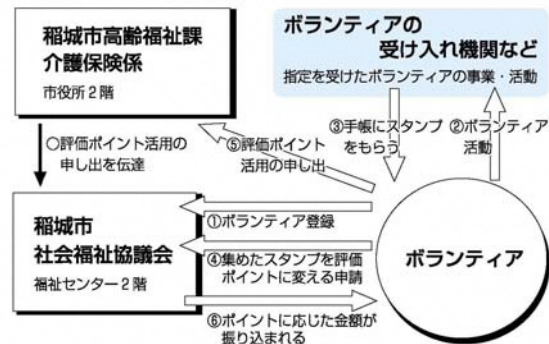 稲城市高齢福祉課
介護保険係
市役所2階
ボランティアの
受け入れ機関など
指定を受けたボランティアの事業・活動
○評価ポイント活用の
申し出を伝達
⑤評価ポイント
活用の申し出
③手帳にスタンプ
をもらう
②ボランティア
活動
稲城市
社会福祉協議会
福祉センター2階
①ボランティア登録
④集めたスタンプを評価
ポイントに変える申請
⑥ポイントに応じた金額が
振り込まれる
ボランティア